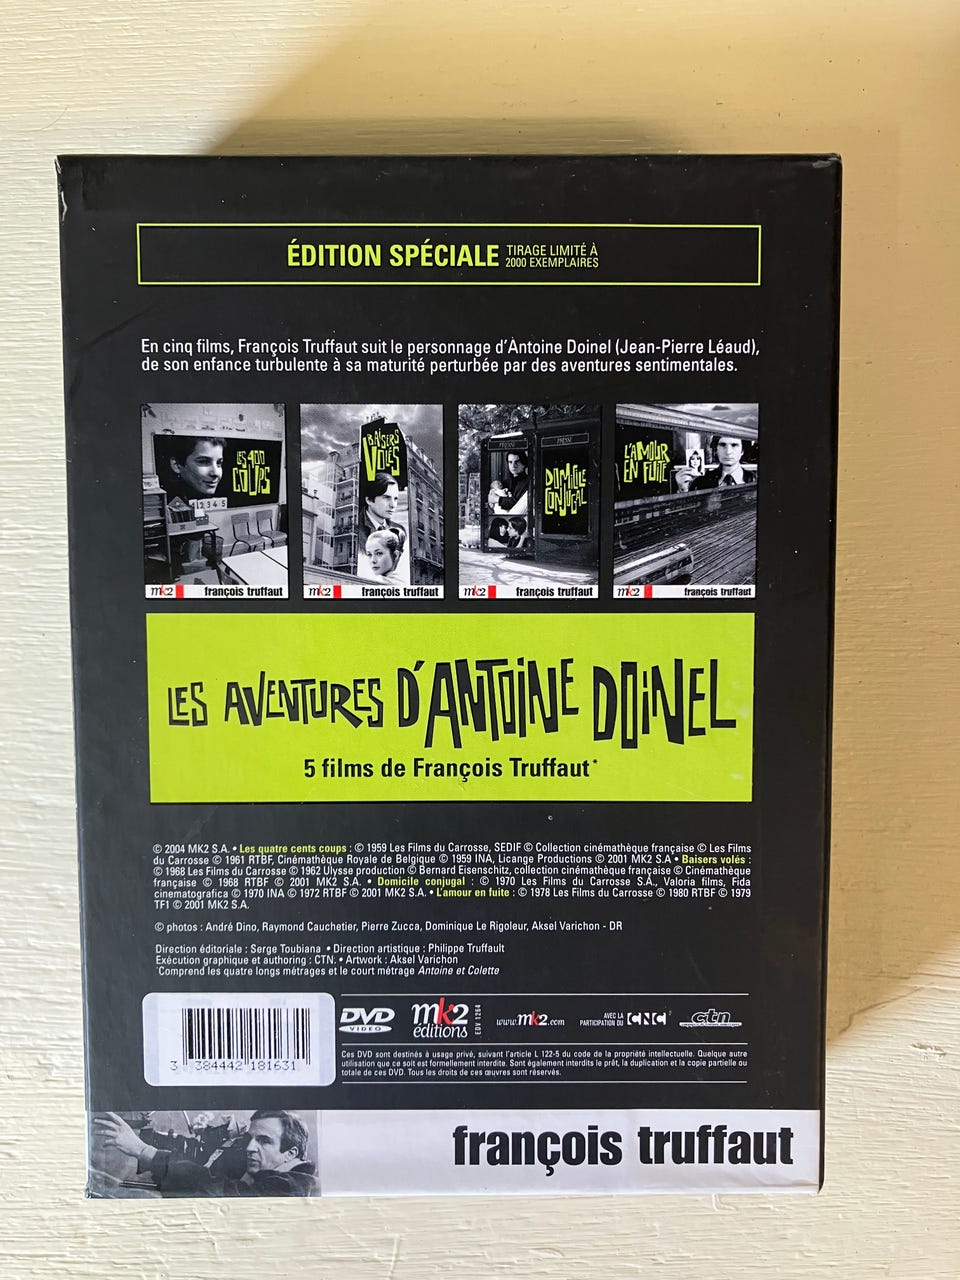 ÉDITION SPÉCIALE TIRAGE LIMITÉ À
2000 EXEMPLAIRES
En cinq films, François Truffaut suit le personnage d'Antoine Doinel (Jean-Pierre Léaud),
de son enfance turbulente à sa maturité perturbée par des aventures sentimentales.
LES 400
COUPS
1 2 3 4 5
mk2
françois truffaut
BAISERS
VOLÉS
mk2
françois truffaut
PRESSE
PRESSE
DOMICILE
CONJUGAL
mk2
françois truffaut
L'AMOUR
EN FUITE
mk2
françois truffaut
LES AVENTURES D'ANTOINE DOINEL
5 films de François Truffaut*
© 2004 MK2 S.A. • Les quatre cents coups : © 1959 Les Films du Carrosse, SEDIF © Collection cinémathèque française © Les Films
du Carrosse © 1961 RTBF, Cinémathèque Royale de Belgique © 1959 INA, Licange Productions © 2001 MK2 S.A • Baisers volés :
© 1968 Les Films du Carrosse © 1962 Ulysse production © Bernard Eisenschitz, collection cinémathèque française © Cinémathèque
française © 1968 RTBF © 2001 MK2 S.A. • Domicile conjugal : © 1970 Les Films du Carrosse S.A., Valoria films, Fida
cinematografica © 1970 INA © 1972 RTBF © 2001 MK2 S.A. • L'amour en fuite : © 1978 Les Films du Carrosse © 1980 RTBF © 1979
TF1 © 2001 MK2 S.A.
© photos : André Dino, Raymond Cauchetier, Pierre Zucca, Dominique Le Rigoleur, Aksel Varichon - DR
Direction éditoriale : Serge Toubiana • Direction artistique : Philippe Truffault
Exécution graphique et authoring : CTN. • Artwork : Aksel Varichon
*Comprend les quatre longs métrages et le court métrage Antoine et Colette
3 384442 181631
DVD
VIDEO
mk2
éditions
EDV 1264
www.mk2.com
AVEC LA
PARTICIPATION DU CNC
ctn
Ces DVD sont destinés à usage privé, suivant l'article L 122-5 du code de la propriété intellectuelle. Quelque autre
utilisation que ce soit est formellement interdite. Sont également interdits le prêt, la duplication et la copie partielle ou
totale de ces DVD. Tous les droits de ces œuvres sont réservés.
françois truffaut